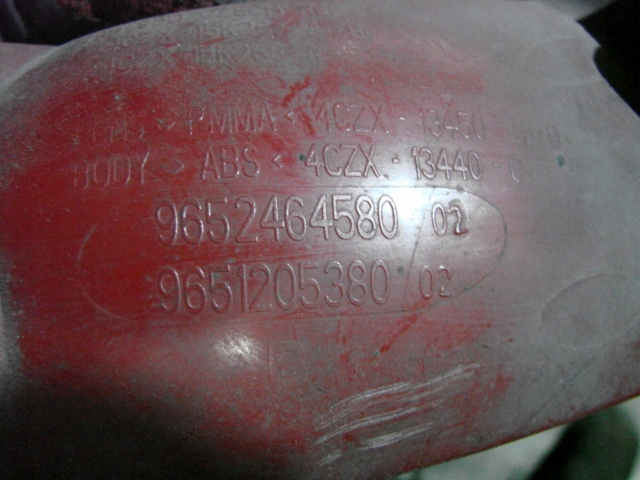 > PMMA < 4CZX - 13450
BODY > ABS < 4CZX - 13440 - C
9652464580 02
9651205380 02